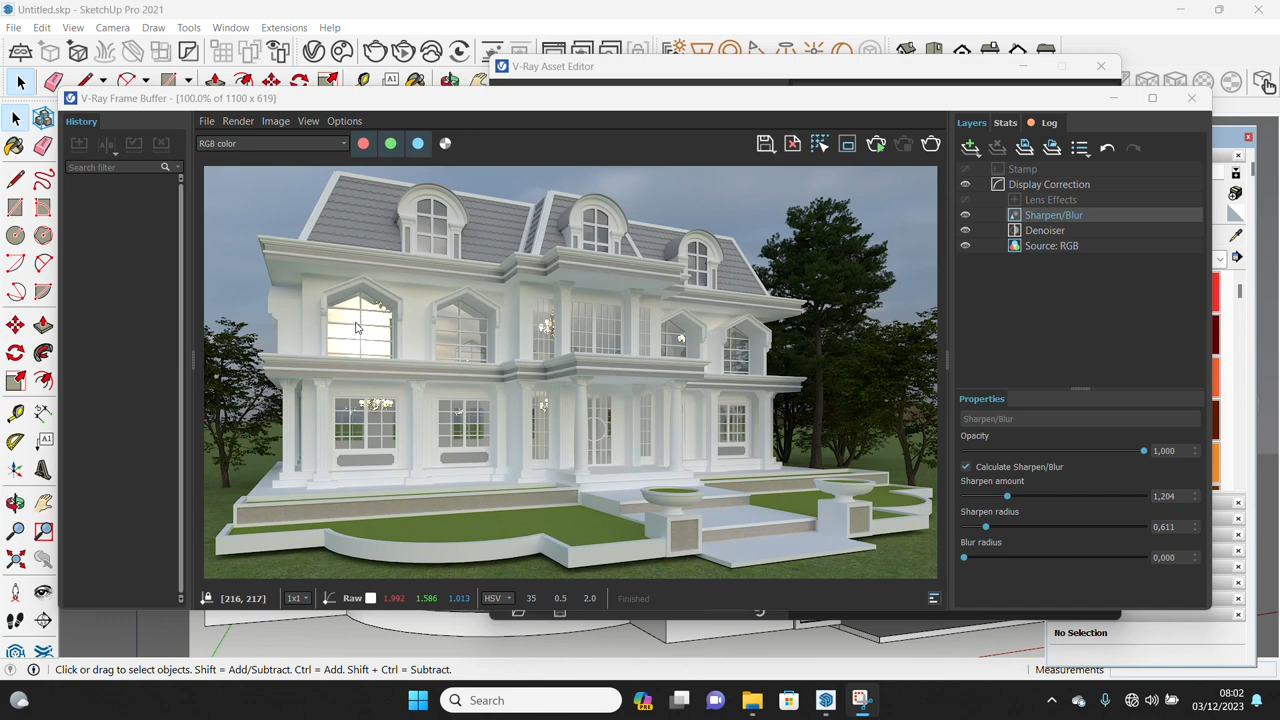 Untitled.skp - SketchUp Pro 2021
File Edit View Camera Draw Tools Window Extensions Help
V-Ray Asset Editor
V-Ray Frame Buffer - [100.0% of 1100 x 619]
History
File Render Image View Options
Layers Stats Log
RGB color
Search filter
Stamp
Display Correction
Lens Effects
Sharpen/Blur
Denoiser
Source: RGB
Properties
Sharpen/Blur
Opacity
1,000
Calculate Sharpen/Blur
Sharpen amount
1,204
Sharpen radius
0,611
Blur radius
0,000
[216, 217] 1x1 Raw 1.992 1.586 1.013 HSV 35 0.5 2.0 Finished
No Selection
Click or drag to select objects. Shift = Add/Subtract. Ctrl = Add. Shift + Ctrl = Subtract.
Measurements
Search
PRE
08:02
03/12/2023